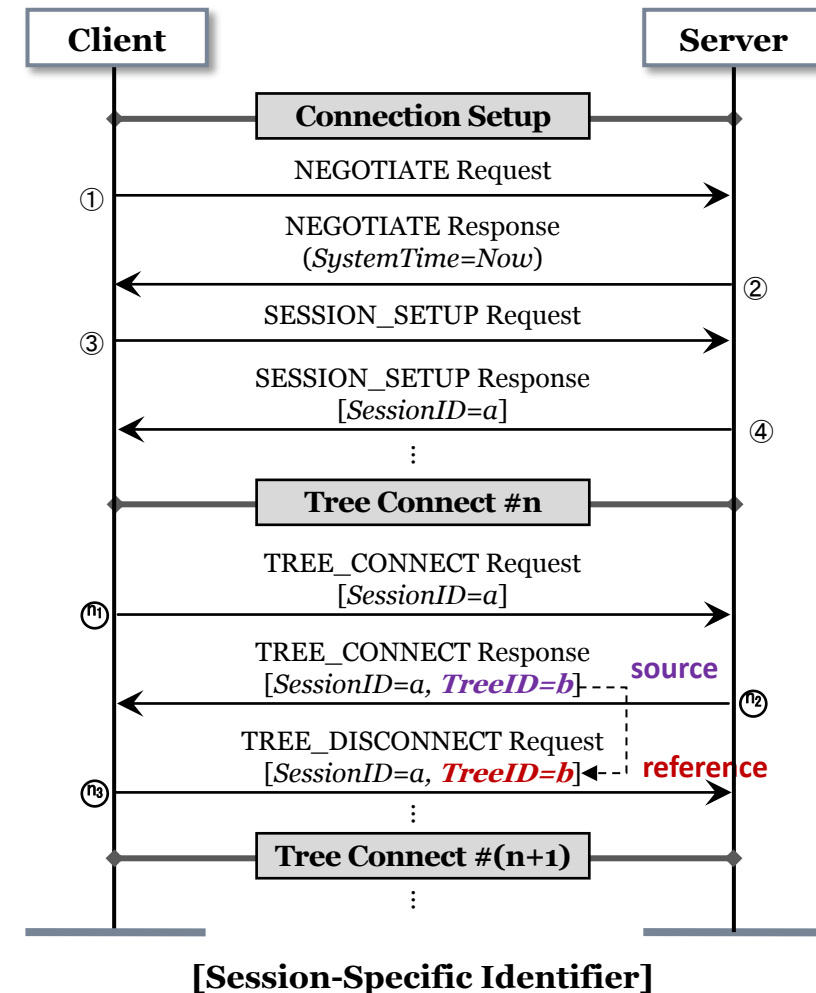 Client
Server
Connection Setup
NEGOTIATE Request
①
NEGOTIATE Response
(SystemTime=Now)
②
SESSION_SETUP Request
③
SESSION_SETUP Response
[SessionID=a]
④
⋮
Tree Connect #n
TREE_CONNECT Request
[SessionID=a]
n₁
TREE_CONNECT Response
source
[SessionID=a, TreeID=b]
n₂
TREE_DISCONNECT Request
[SessionID=a, TreeID=b]
reference
n₃
⋮
Tree Connect #(n+1)
⋮
[Session-Specific Identifier]